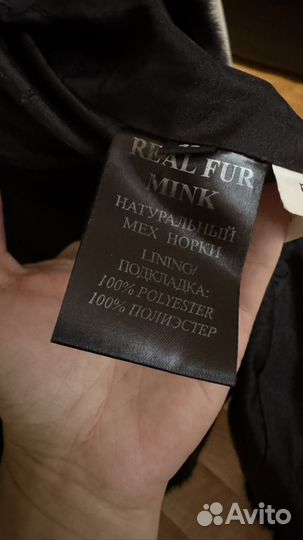 REAL FUR
MINK
НАТУРАЛЬНЫЙ
МЕХ НОРКИ
LINING/
ПОДКЛАДКА:
100% POLYESTER
100% ПОЛИЭСТЕР
Avito